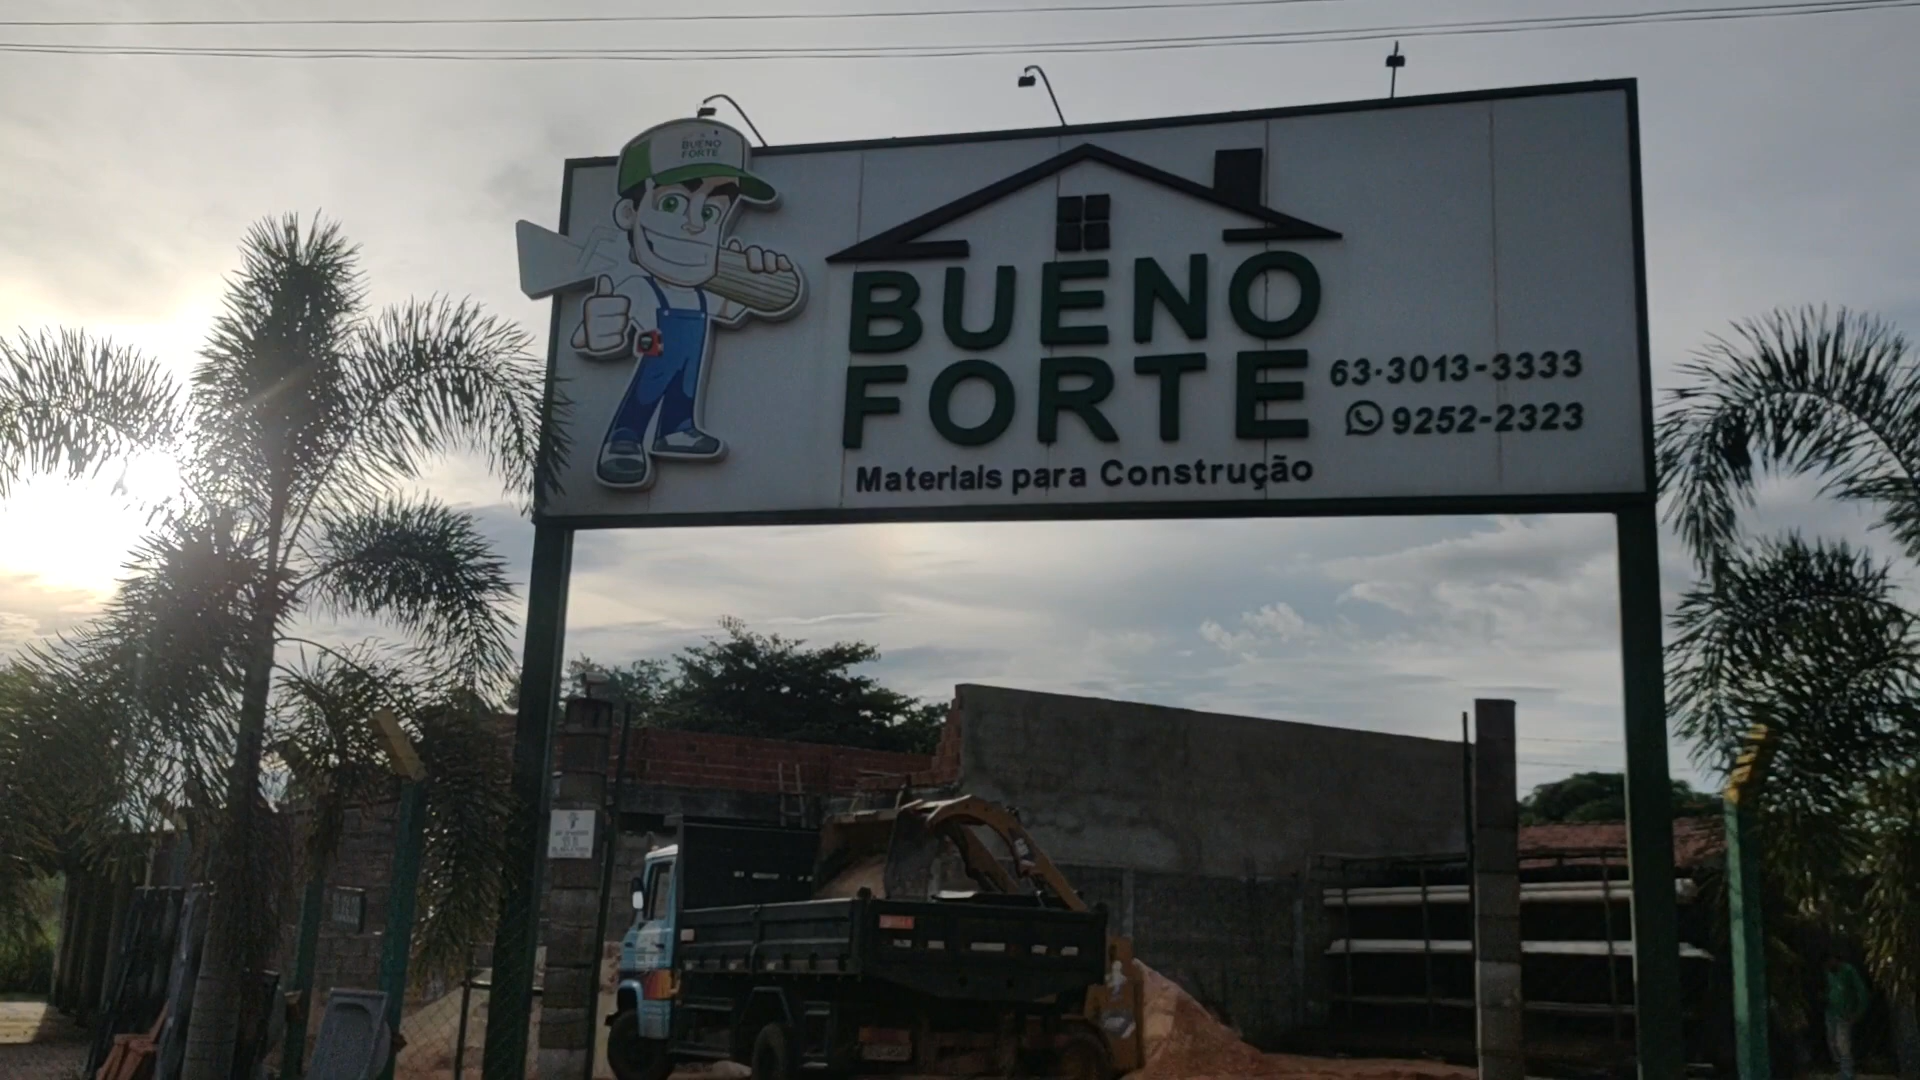 BUENO
FORTE
BUENO
FORTE
63-3013-3333
9252-2323
Materiais para Construção